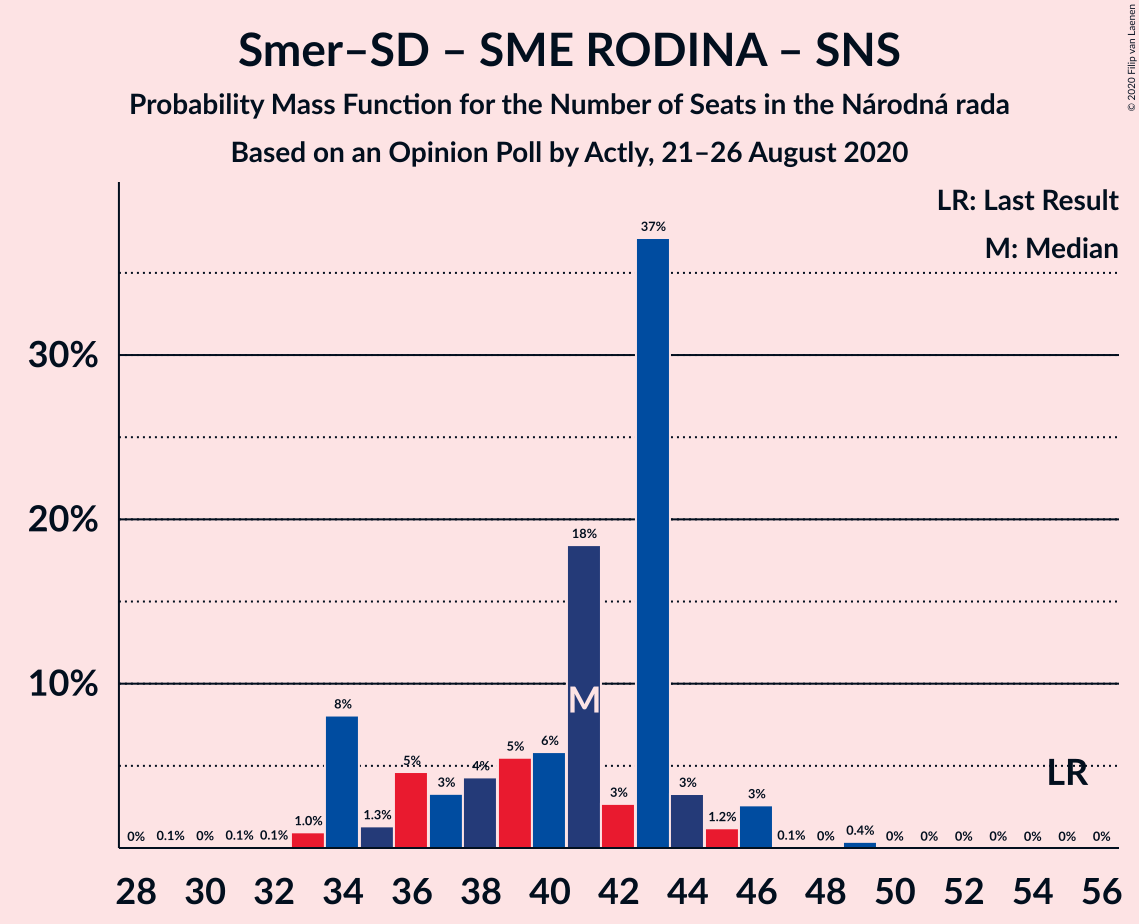 Smer–SD – SME RODINA – SNS
Probability Mass Function for the Number of Seats in the Národná rada
Based on an Opinion Poll by Actly, 21–26 August 2020
© 2020 Filip van Laenen
LR: Last Result
M: Median
30%
20%
10%
0% 0.1% 0% 0.1% 0.1% 1.0% 8% 1.3% 5% 3% 4% 5% 6% 18% 3% 37% 3% 1.2% 3% 0.1% 0% 0.4% 0% 0% 0% 0% 0% 0% 0%
M
LR
28 30 32 34 36 38 40 42 44 46 48 50 52 54 56